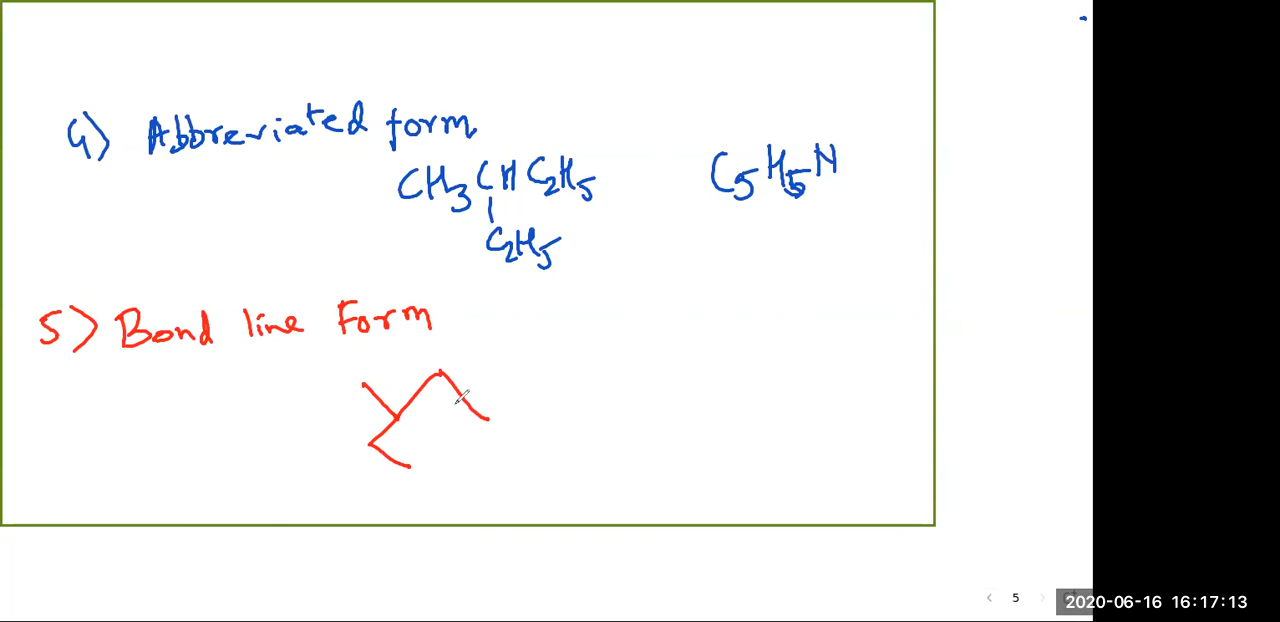 4) Abbreviated form
CH3CHC2H5 C5H5N
C2H5
5) Bond line Form
5
2020-06-16 16:17:13